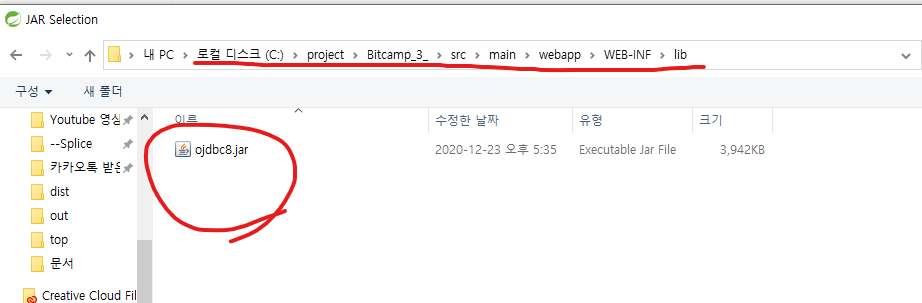 JAR Selection
내 PC > 로컬 디스크 (C:) > project > Bitcamp_3_ > src > main > webapp > WEB-INF > lib
구성 새 폴더
이름 수정한 날짜 유형 크기
Youtube 영상
--Splice
카카오톡 받은
dist
out
top
문서
Creative Cloud Fil
ojdbc8.jar 2020-12-23 오후 5:35 Executable Jar File 3,942KB